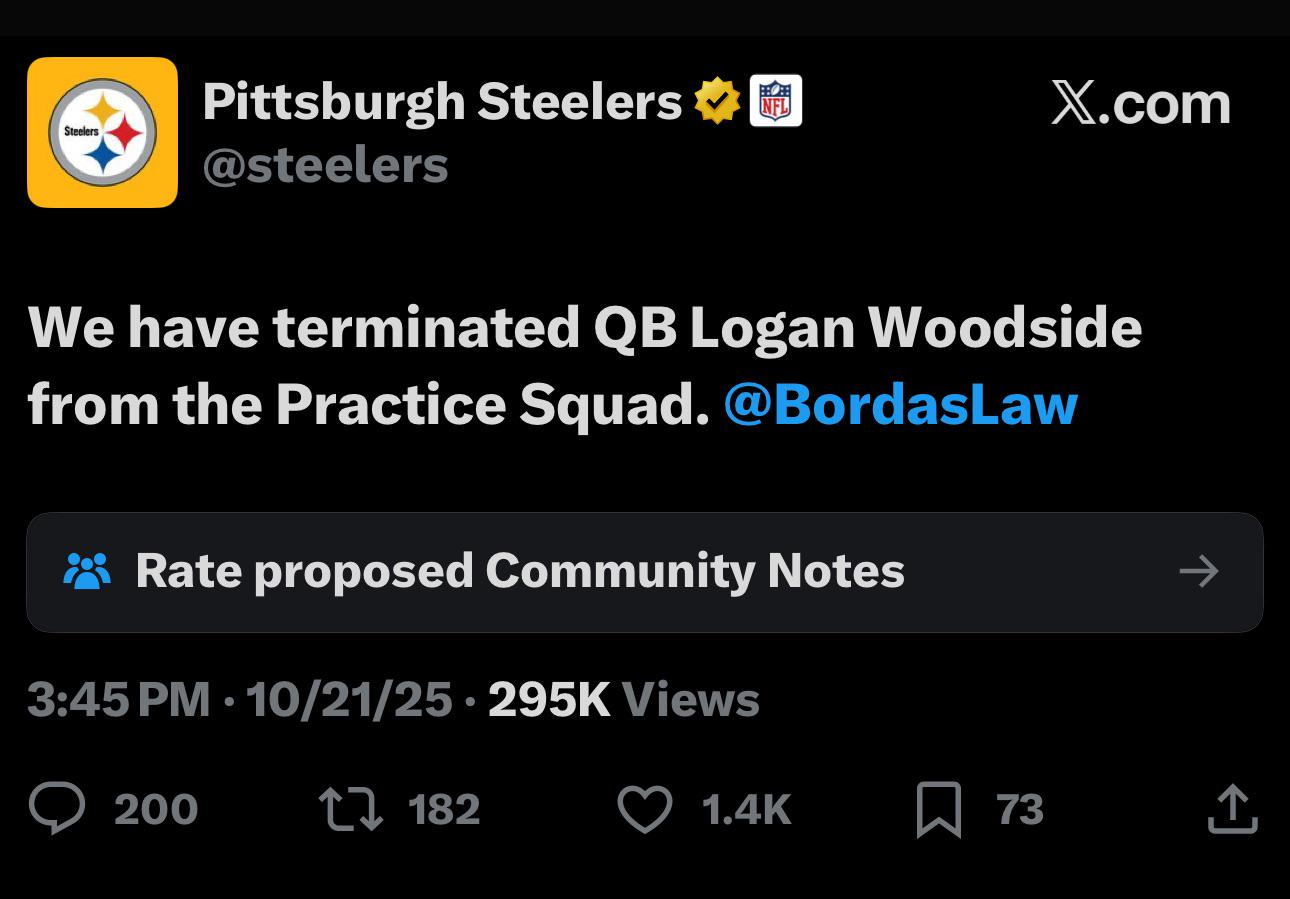 Steelers
Pittsburgh Steelers
NFL
X.com
@steelers
We have terminated QB Logan Woodside
from the Practice Squad. @BordasLaw
Rate proposed Community Notes
3:45 PM · 10/21/25 · 295K Views
200 182 1.4K 73